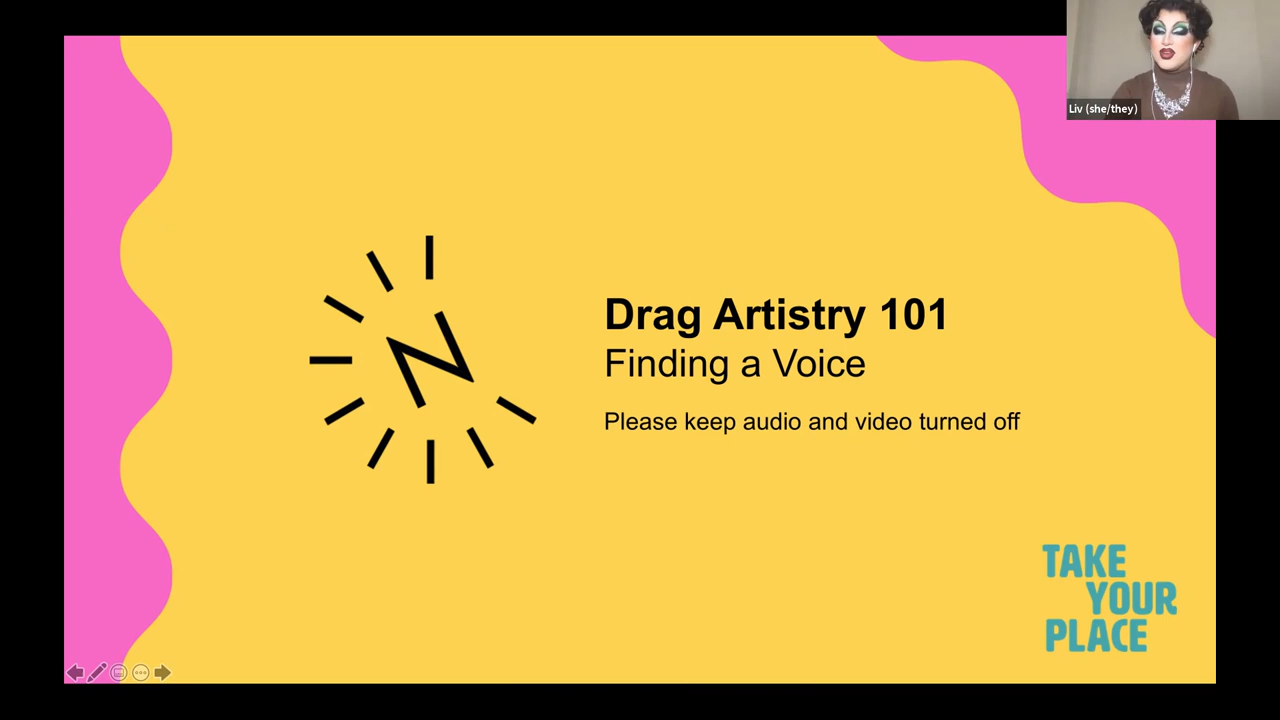 Liv (she/they)
N
Drag Artistry 101
Finding a Voice
Please keep audio and video turned off
TAKE
YOUR
PLACE